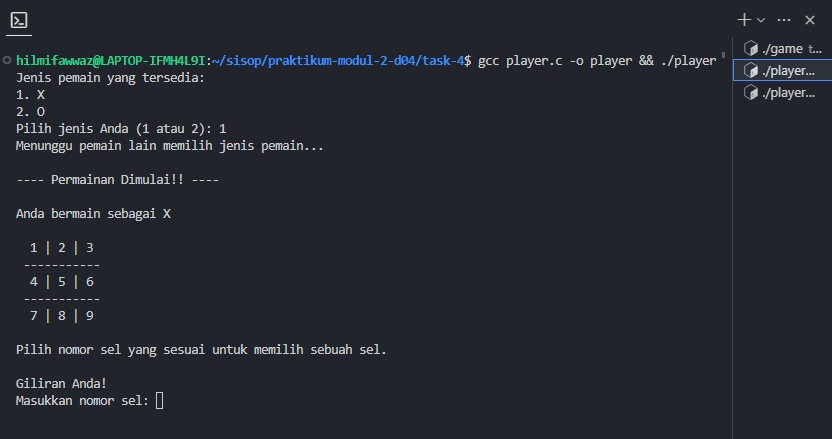 hilmifawwaz@LAPTOP-IFMH4L9I:~/sisop/praktikum-modul-2-d04/task-4$ gcc player.c -o player && ./player
Jenis pemain yang tersedia:
1. X
2. O
Pilih jenis Anda (1 atau 2): 1
Menunggu pemain lain memilih jenis pemain...
---- Permainan Dimulai!! ----
Anda bermain sebagai X
1 | 2 | 3
-----------
4 | 5 | 6
-----------
7 | 8 | 9
Pilih nomor sel yang sesuai untuk memilih sebuah sel.
Giliran Anda!
Masukkan nomor sel:
./game t...
./player...
./player...